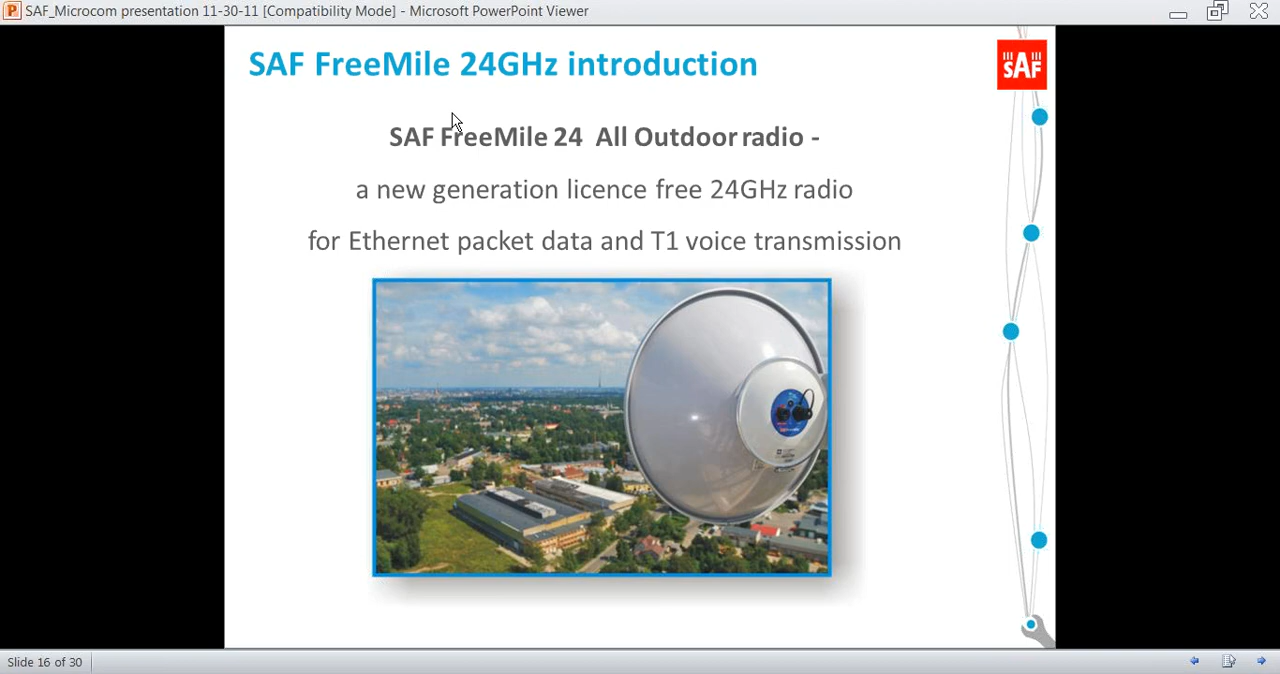 SAF_Microcom presentation 11-30-11 [Compatibility Mode] - Microsoft PowerPoint Viewer
SAF FreeMile 24GHz introduction
SAF
SAF FreeMile 24 All Outdoor radio -
a new generation licence free 24GHz radio
for Ethernet packet data and T1 voice transmission
Slide 16 of 30